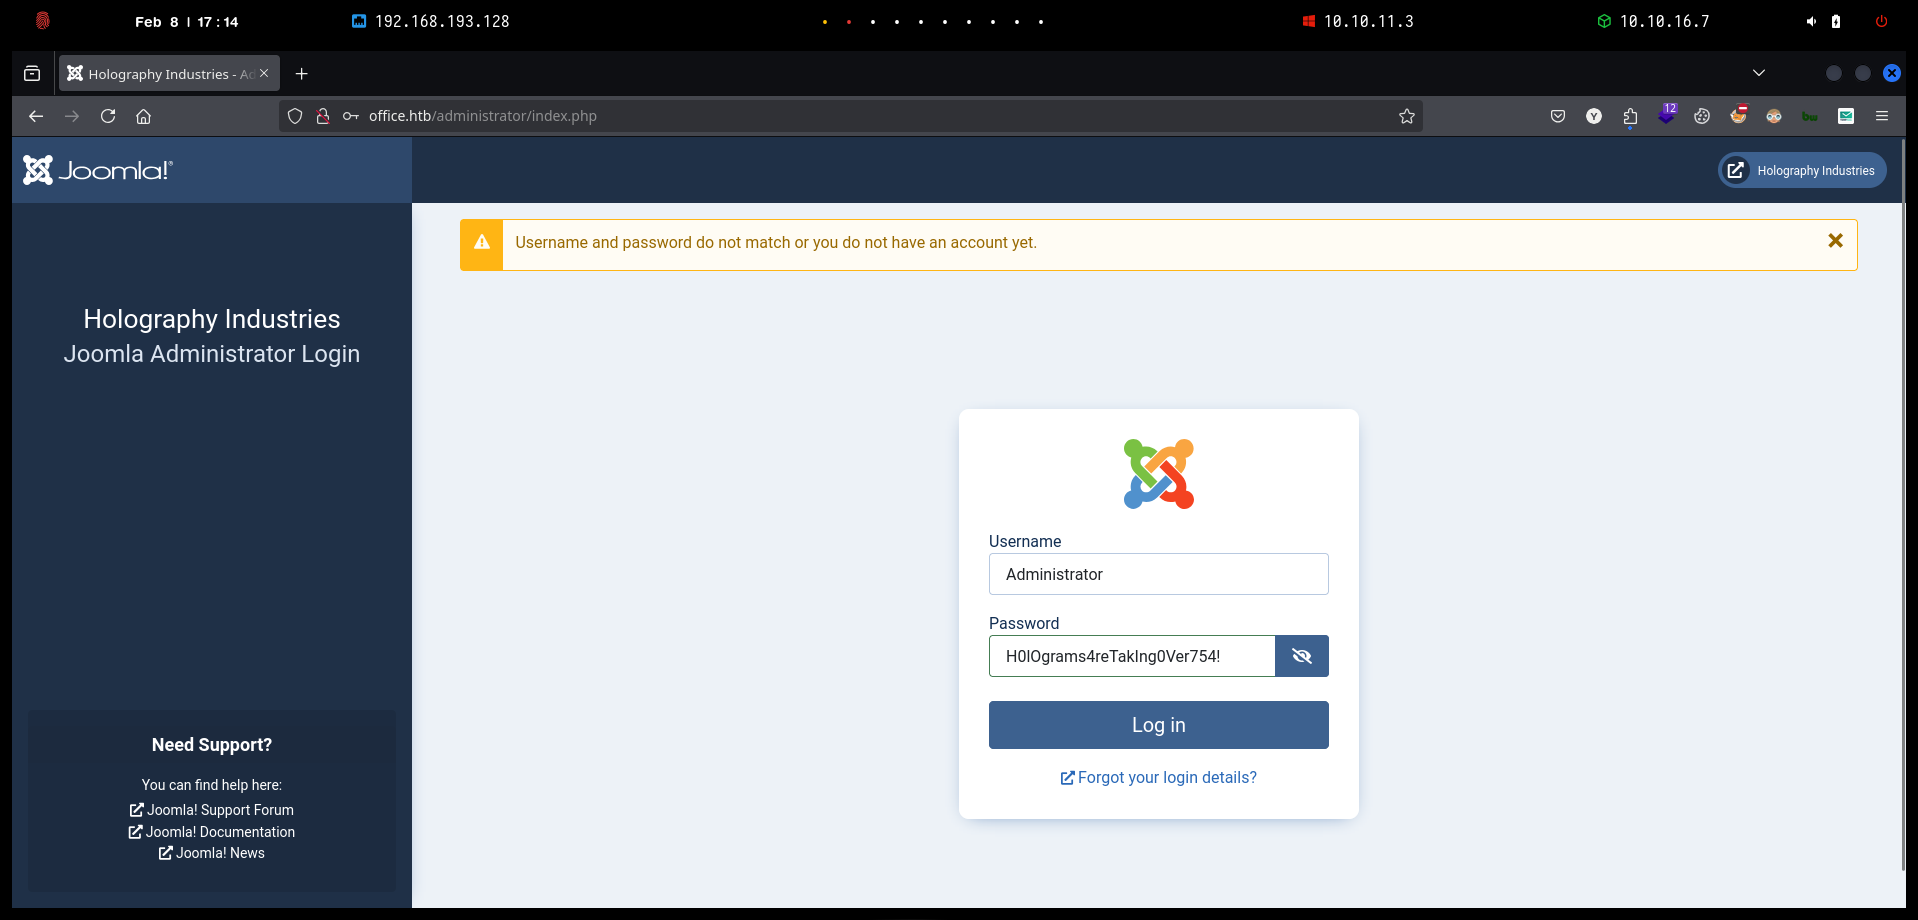 Feb 8 | 17:14
192.168.193.128
10.10.11.3
10.10.16.7
Holography Industries - Ad
office.htb/administrator/index.php
Y
12
bw
Joomla!®
Holography Industries
Username and password do not match or you do not have an account yet.
Holography Industries
Joomla Administrator Login
Username
Administrator
Password
H0lOgrams4reTakIng0Ver754!
Log in
Forgot your login details?
Need Support?
You can find help here:
Joomla! Support Forum
Joomla! Documentation
Joomla! News